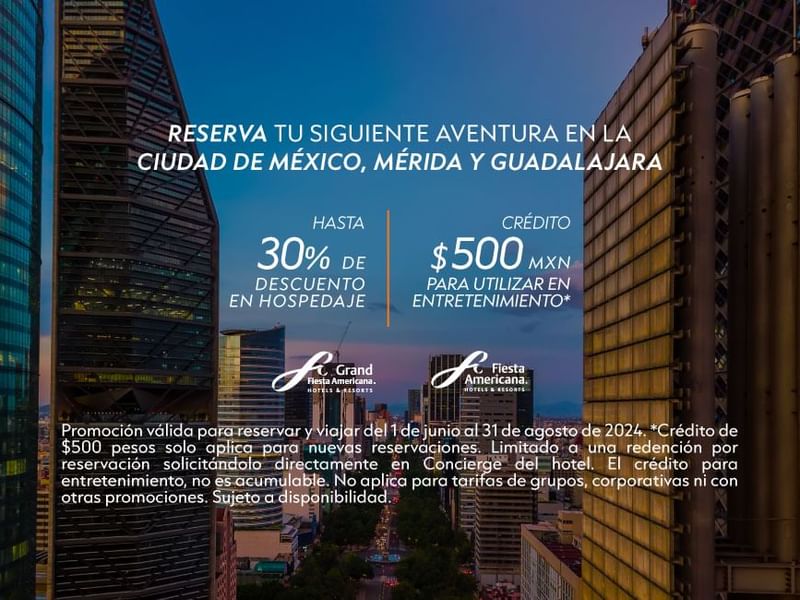 RESERVA TU SIGUIENTE AVENTURA EN LA
CIUDAD DE MÉXICO, MÉRIDA Y GUADALAJARA
HASTA
30% DE
DESCUENTO
EN HOSPEDAJE
CRÉDITO
$500 MXN
PARA UTILIZAR EN
ENTRETENIMIENTO*
Grand
Fiesta Americana.
HOTELS & RESORTS
Fiesta
Americana.
HOTELS & RESORTS
Promoción válida para reservar y viajar del 1 de junio al 31 de agosto de 2024. *Crédito de
$500 pesos solo aplica para nuevas reservaciones. Limitado a una redención por
reservación solicitándolo directamente en Concierge del hotel. El crédito para
entretenimiento, no es acumulable. No aplica para tarifas de grupos, corporativas ni con
otras promociones. Sujeto a disponibilidad.